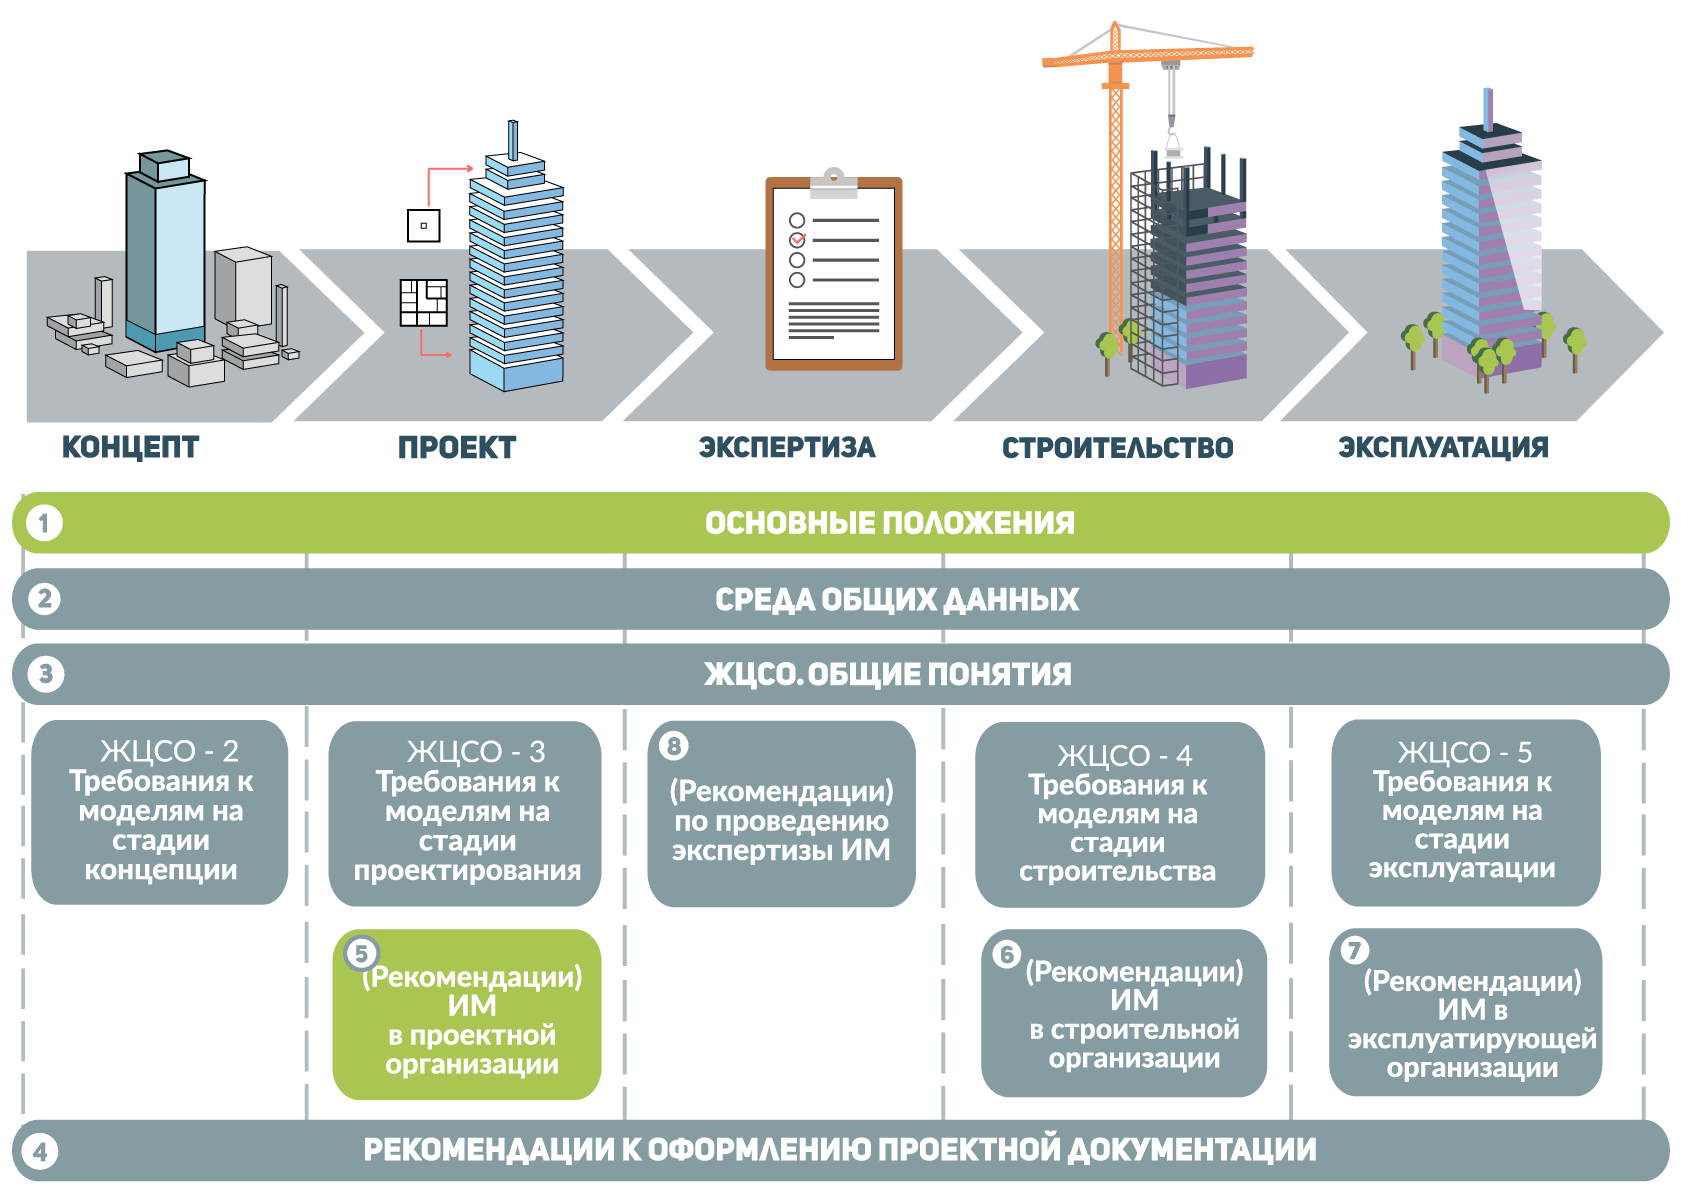 КОНЦЕПТ
ПРОЕКТ
ЭКСПЕРТИЗА
СТРОИТЕЛЬСТВО
ЭКСПЛУАТАЦИЯ
1
ОСНОВНЫЕ ПОЛОЖЕНИЯ
2
СРЕДА ОБЩИХ ДАННЫХ
3
ЖЦСО. ОБЩИЕ ПОНЯТИЯ
ЖЦСО - 2
Требования к
моделям на
стадии
концепции
ЖЦСО - 3
Требования к
моделям на
стадии
проектирования
8
(Рекомендации)
по проведению
экспертизы ИМ
ЖЦСО - 4
Требования к
моделям на
стадии
строительства
ЖЦСО - 5
Требования к
моделям на
стадии
эксплуатации
5
(Рекомендации)
ИМ
в проектной
организации
6
(Рекомендации)
ИМ
в строительной
организации
7
(Рекомендации)
ИМ в
эксплуатирующей
организации
4
РЕКОМЕНДАЦИИ К ОФОРМЛЕНИЮ ПРОЕКТНОЙ ДОКУМЕНТАЦИИ